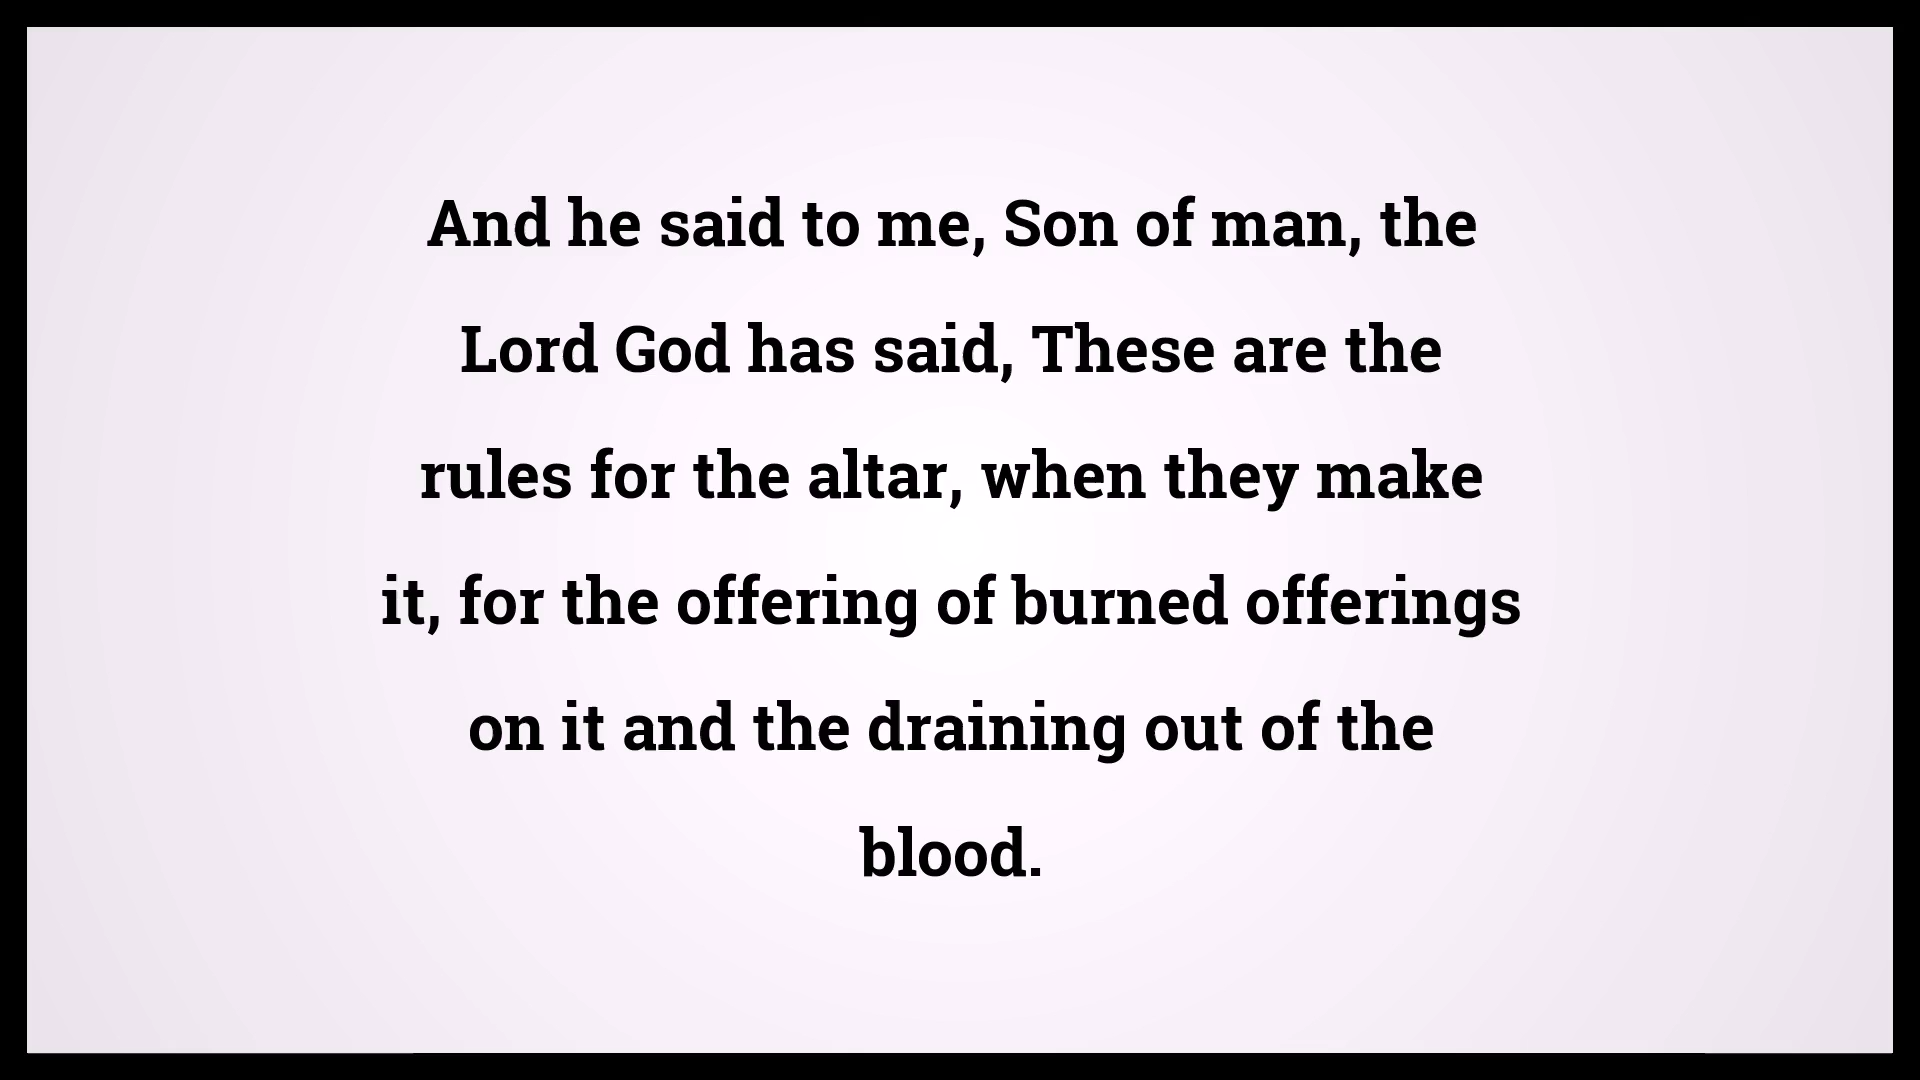 And he said to me, Son of man, the
Lord God has said, These are the
rules for the altar, when they make
it, for the offering of burned offerings
on it and the draining out of the
blood.